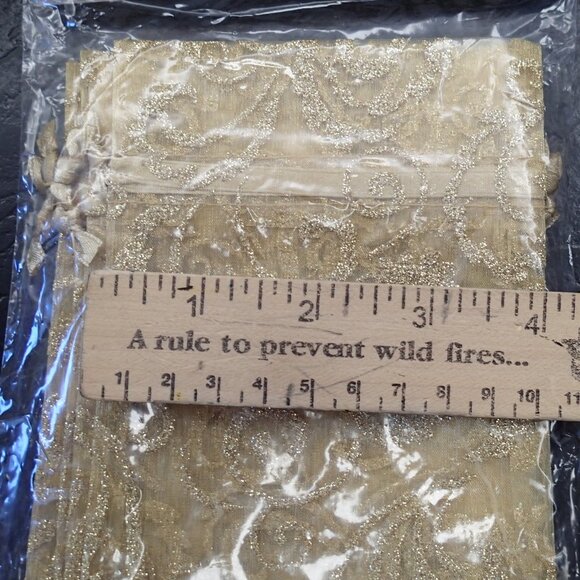 1 2 3 4
A rule to prevent wild fires...
1 2 3 4 5 6 7 8 9 10 11